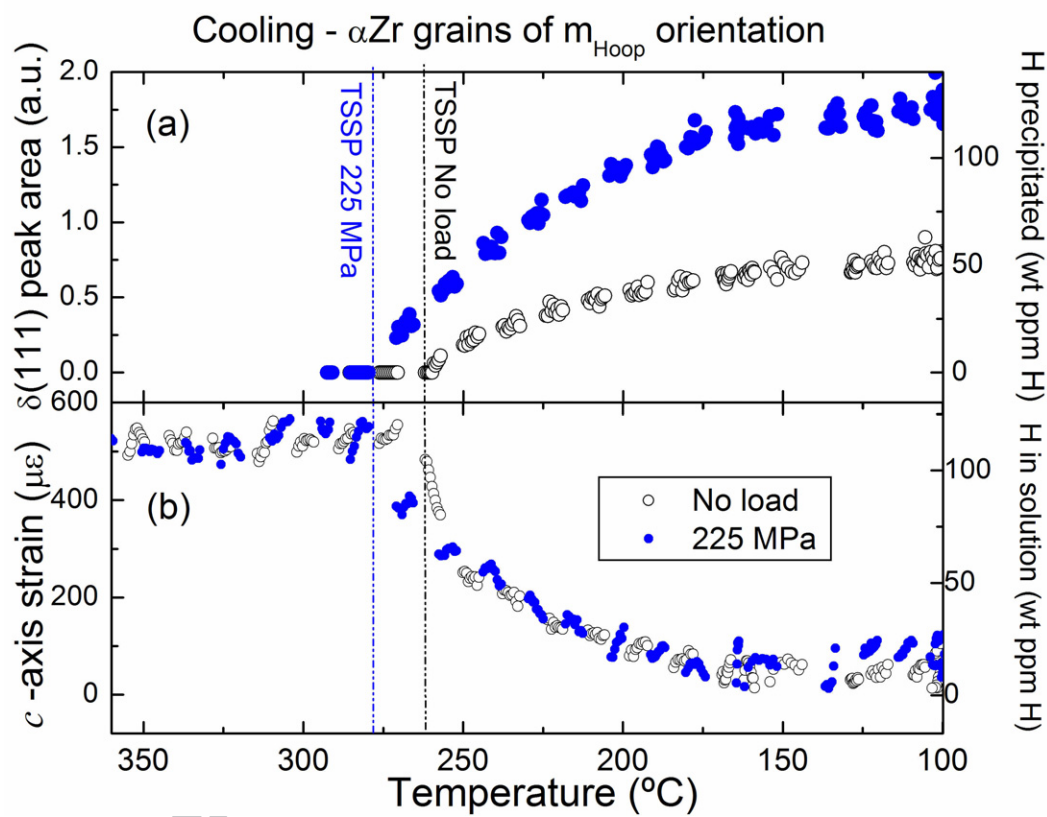 Cooling - αZr grains of m_Hoop orientation
δ(111) peak area (a.u.)
2.0
1.5
1.0
0.5
0.0
(a)
TSSP 225 MPa
TSSP No load
H precipitated (wt ppm H)
100
50
0
c -axis strain (με)
600
400
200
0
(b)
No load
225 MPa
H in solution (wt ppm H)
100
50
0
350
300
250
200
150
100
Temperature (ºC)